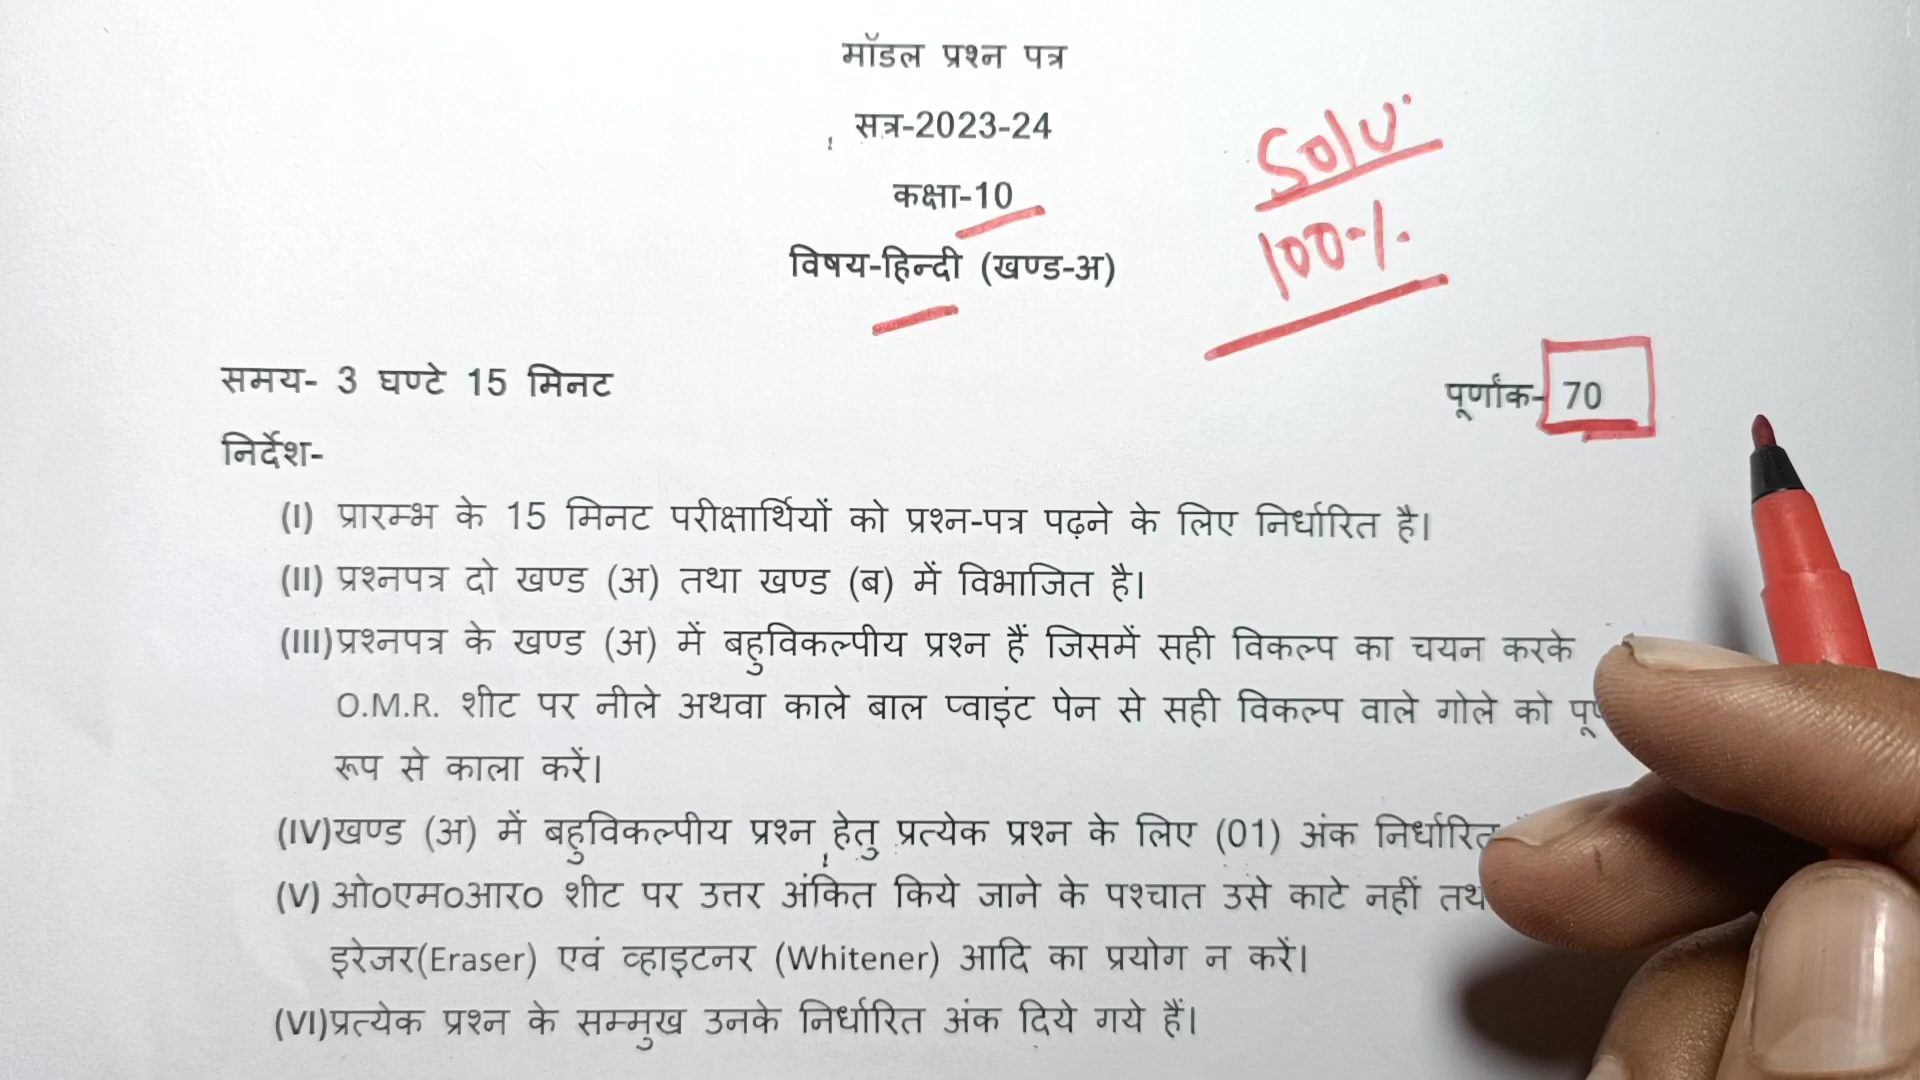 मॉडल प्रश्न पत्र
सत्र-2023-24
कक्षा-10
विषय-हिन्दी (खण्ड-अ)
Solu.
100%
समय- 3 घण्टे 15 मिनट
पूर्णांक- 70
निर्देश-
(I) प्रारम्भ के 15 मिनट परीक्षार्थियों को प्रश्न-पत्र पढ़ने के लिए निर्धारित है।
(II) प्रश्नपत्र दो खण्ड (अ) तथा खण्ड (ब) में विभाजित है।
(III) प्रश्नपत्र के खण्ड (अ) में बहुविकल्पीय प्रश्न हैं जिसमें सही विकल्प का चयन करके
O.M.R. शीट पर नीले अथवा काले बाल प्वाइंट पेन से सही विकल्प वाले गोले को
रूप से काला करें।
(IV) खण्ड (अ) में बहुविकल्पीय प्रश्न हेतु प्रत्येक प्रश्न के लिए (01) अंक निर्धारित
(V) ओ०एम०आर० शीट पर उत्तर अंकित किये जाने के पश्चात उसे काटे नहीं
इरेजर(Eraser) एवं व्हाइटनर (Whitener) आदि का प्रयोग न करें।
(VI) प्रत्येक प्रश्न के सम्मुख उनके निर्धारित अंक दिये गये हैं।